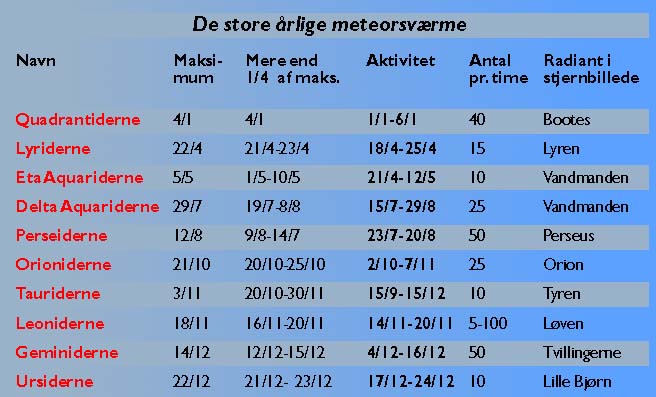 De store årlige meteorsværme
Navn Maksi- Mere end Aktivitet Antal Radiant i
mum 1/4 af maks. pr. time stjernbillede
Quadrantiderne 4/1 4/1 1/1-6/1 40 Bootes
Lyriderne 22/4 21/4-23/4 18/4-25/4 15 Lyren
Eta Aquariderne 5/5 1/5-10/5 21/4-12/5 10 Vandmanden
Delta Aquariderne 29/7 19/7-8/8 15/7-29/8 25 Vandmanden
Perseiderne 12/8 9/8-14/7 23/7-20/8 50 Perseus
Orioniderne 21/10 20/10-25/10 2/10-7/11 25 Orion
Tauriderne 3/11 20/10-30/11 15/9-15/12 10 Tyren
Leoniderne 18/11 16/11-20/11 14/11-20/11 5-100 Løven
Geminiderne 14/12 12/12-15/12 4/12-16/12 50 Tvillingerne
Ursiderne 22/12 21/12- 23/12 17/12-24/12 10 Lille Bjørn